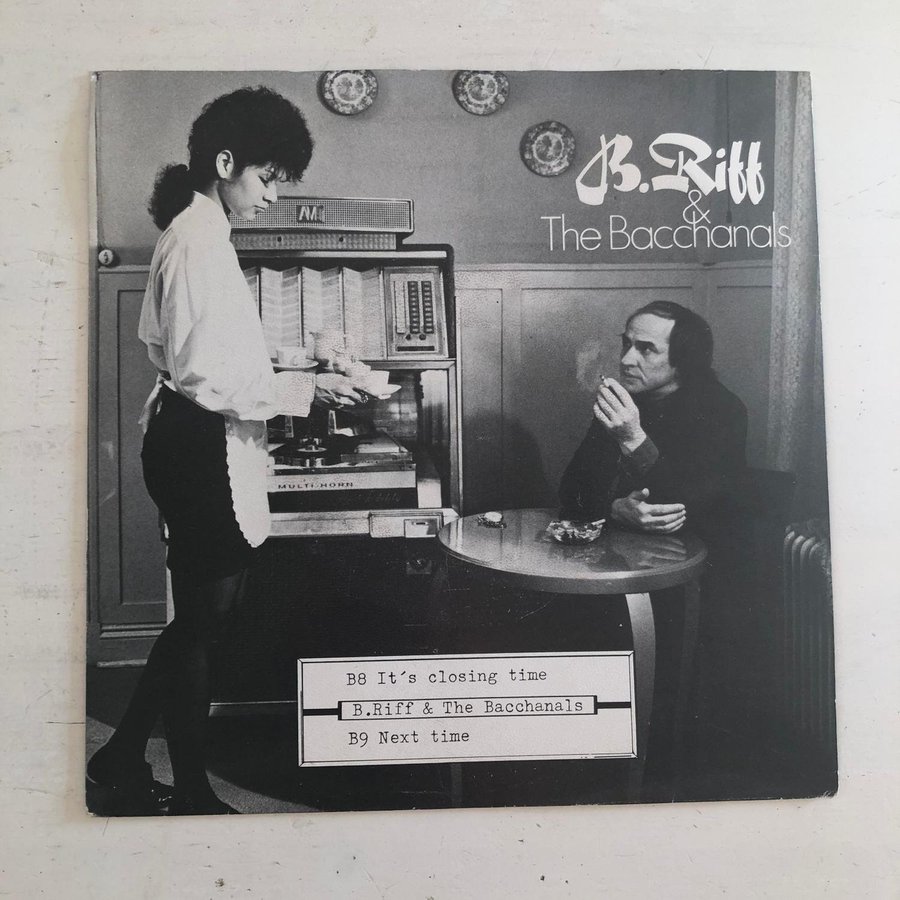 B.Riff
&
The Bacchanals
AMi
MULTI-HORN
B8 It´s closing time
B.Riff & The Bacchanals
B9 Next time